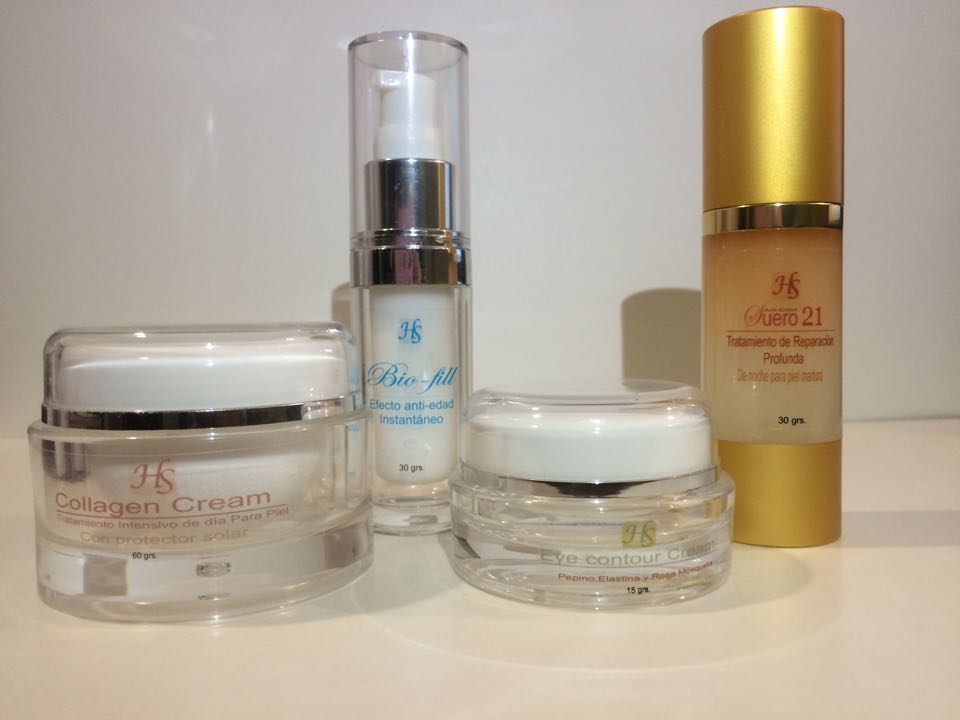 HS
Collagen Cream
Tratamiento Intensivo de día Para Piel
Con protector solar
60 grs.
HS
Bio-fill
Efecto anti-edad
Instantáneo
30 grs.
HS
Eye contour Cream
Pepino,Elastina y Rosa Mosqueta
15 grs.
HS
Suero 21
Tratamiento de Reparación
Profunda
De noche para piel madura
30 grs.